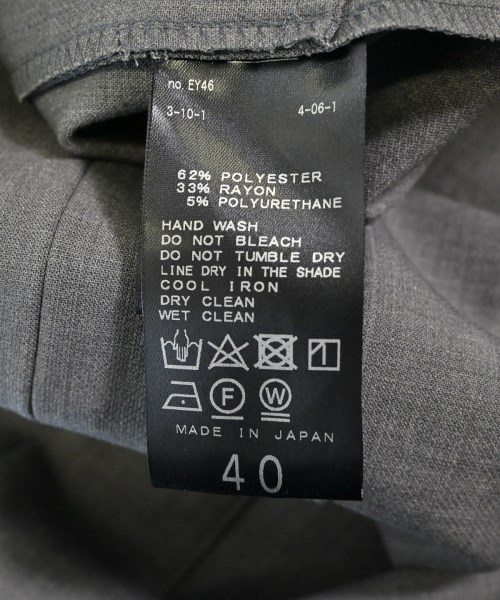 no. EY46
3-10-1 4-06-1
62% POLYESTER
33% RAYON
5% POLYURETHANE
HAND WASH
DO NOT BLEACH
DO NOT TUMBLE DRY
LINE DRY IN THE SHADE
COOL IRON
DRY CLEAN
WET CLEAN
F W
MADE IN JAPAN
40